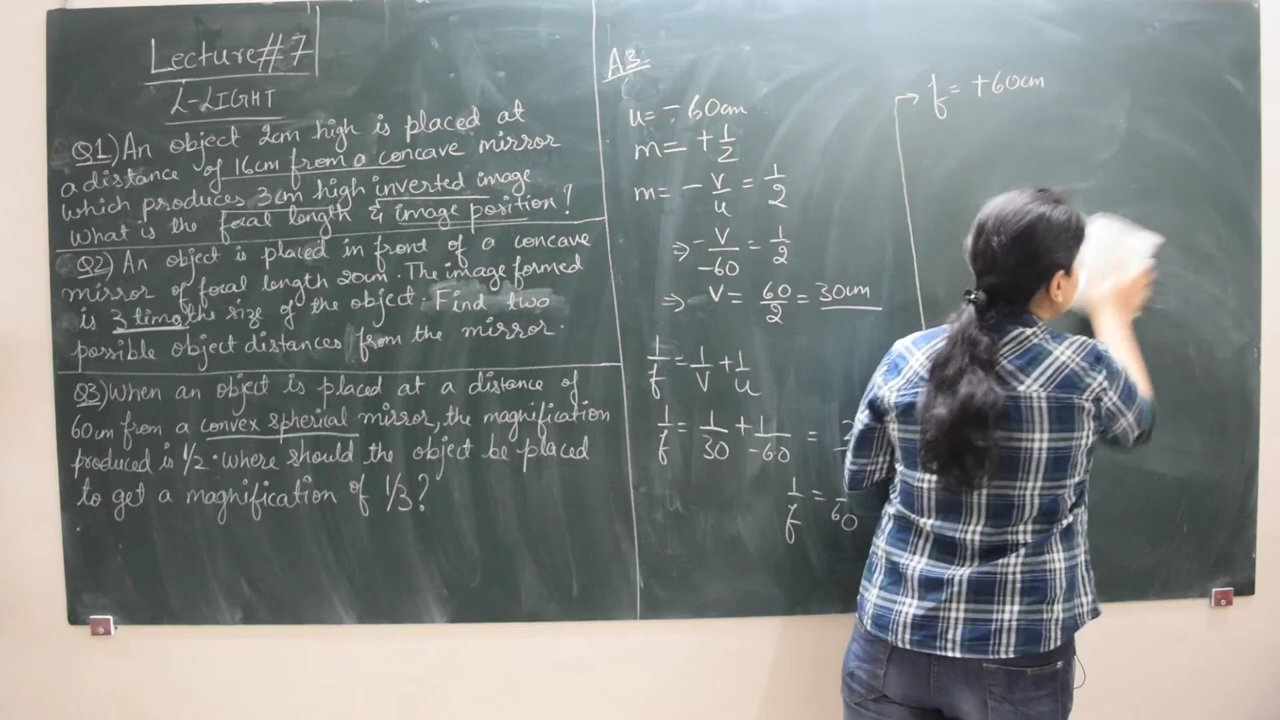 Lecture#7
L-LIGHT
Q1) An object 2cm high is placed at
a distance of 16cm from a concave mirror
which produces 3cm high inverted image
What is the focal length & image position?
Q2) An object is placed in front of a concave
mirror of focal length 20cm. The image formed
is 3 times the size of the object. Find two
possible object distances from the mirror.
Q3) When an object is placed at a distance of
60cm from a convex spherical mirror, the magnification
produced is 1/2. Where should the object be placed
to get a magnification of 1/3?
A3.
u = -60cm
m = +1/2
m = -v/u = 1/2
⇒ -v/-60 = 1/2
⇒ v = 60/2 = 30cm
1/f = 1/v + 1/u
1/f = 1/30 + 1/-60 = 2
1/f = /60
→ f = +60cm